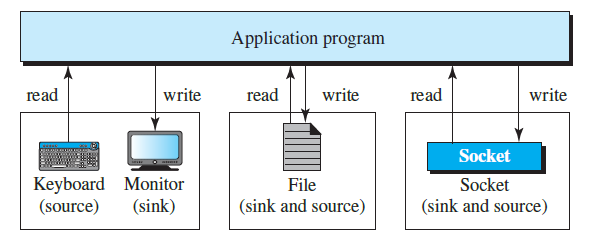 Application program
read
write
read
write
read
write
Socket
Keyboard
(source)
Monitor
(sink)
File
(sink and source)
Socket
(sink and source)